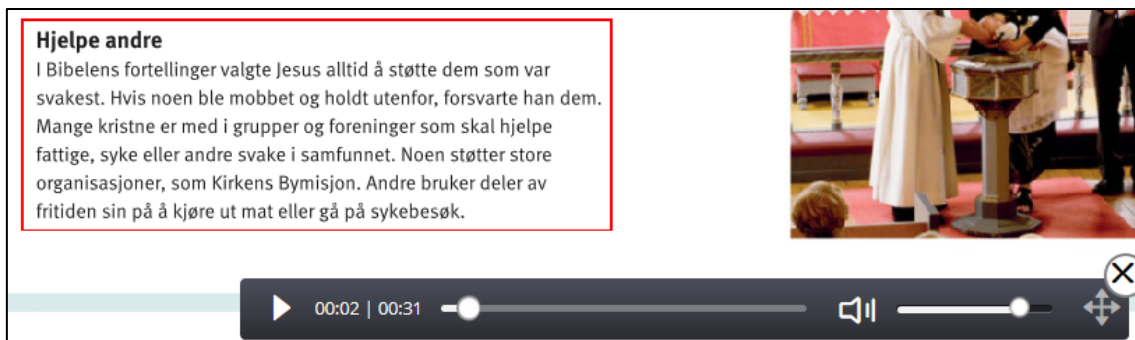 Hjelpe andre
I Bibelens fortellinger valgte Jesus alltid å støtte dem som var
svakest. Hvis noen ble mobbet og holdt utenfor, forsvarte han dem.
Mange kristne er med i grupper og foreninger som skal hjelpe
fattige, syke eller andre svake i samfunnet. Noen støtter store
organisasjoner, som Kirkens Bymisjon. Andre bruker deler av
fritiden sin på å kjøre ut mat eller gå på sykebesøk.
00:02 | 00:31